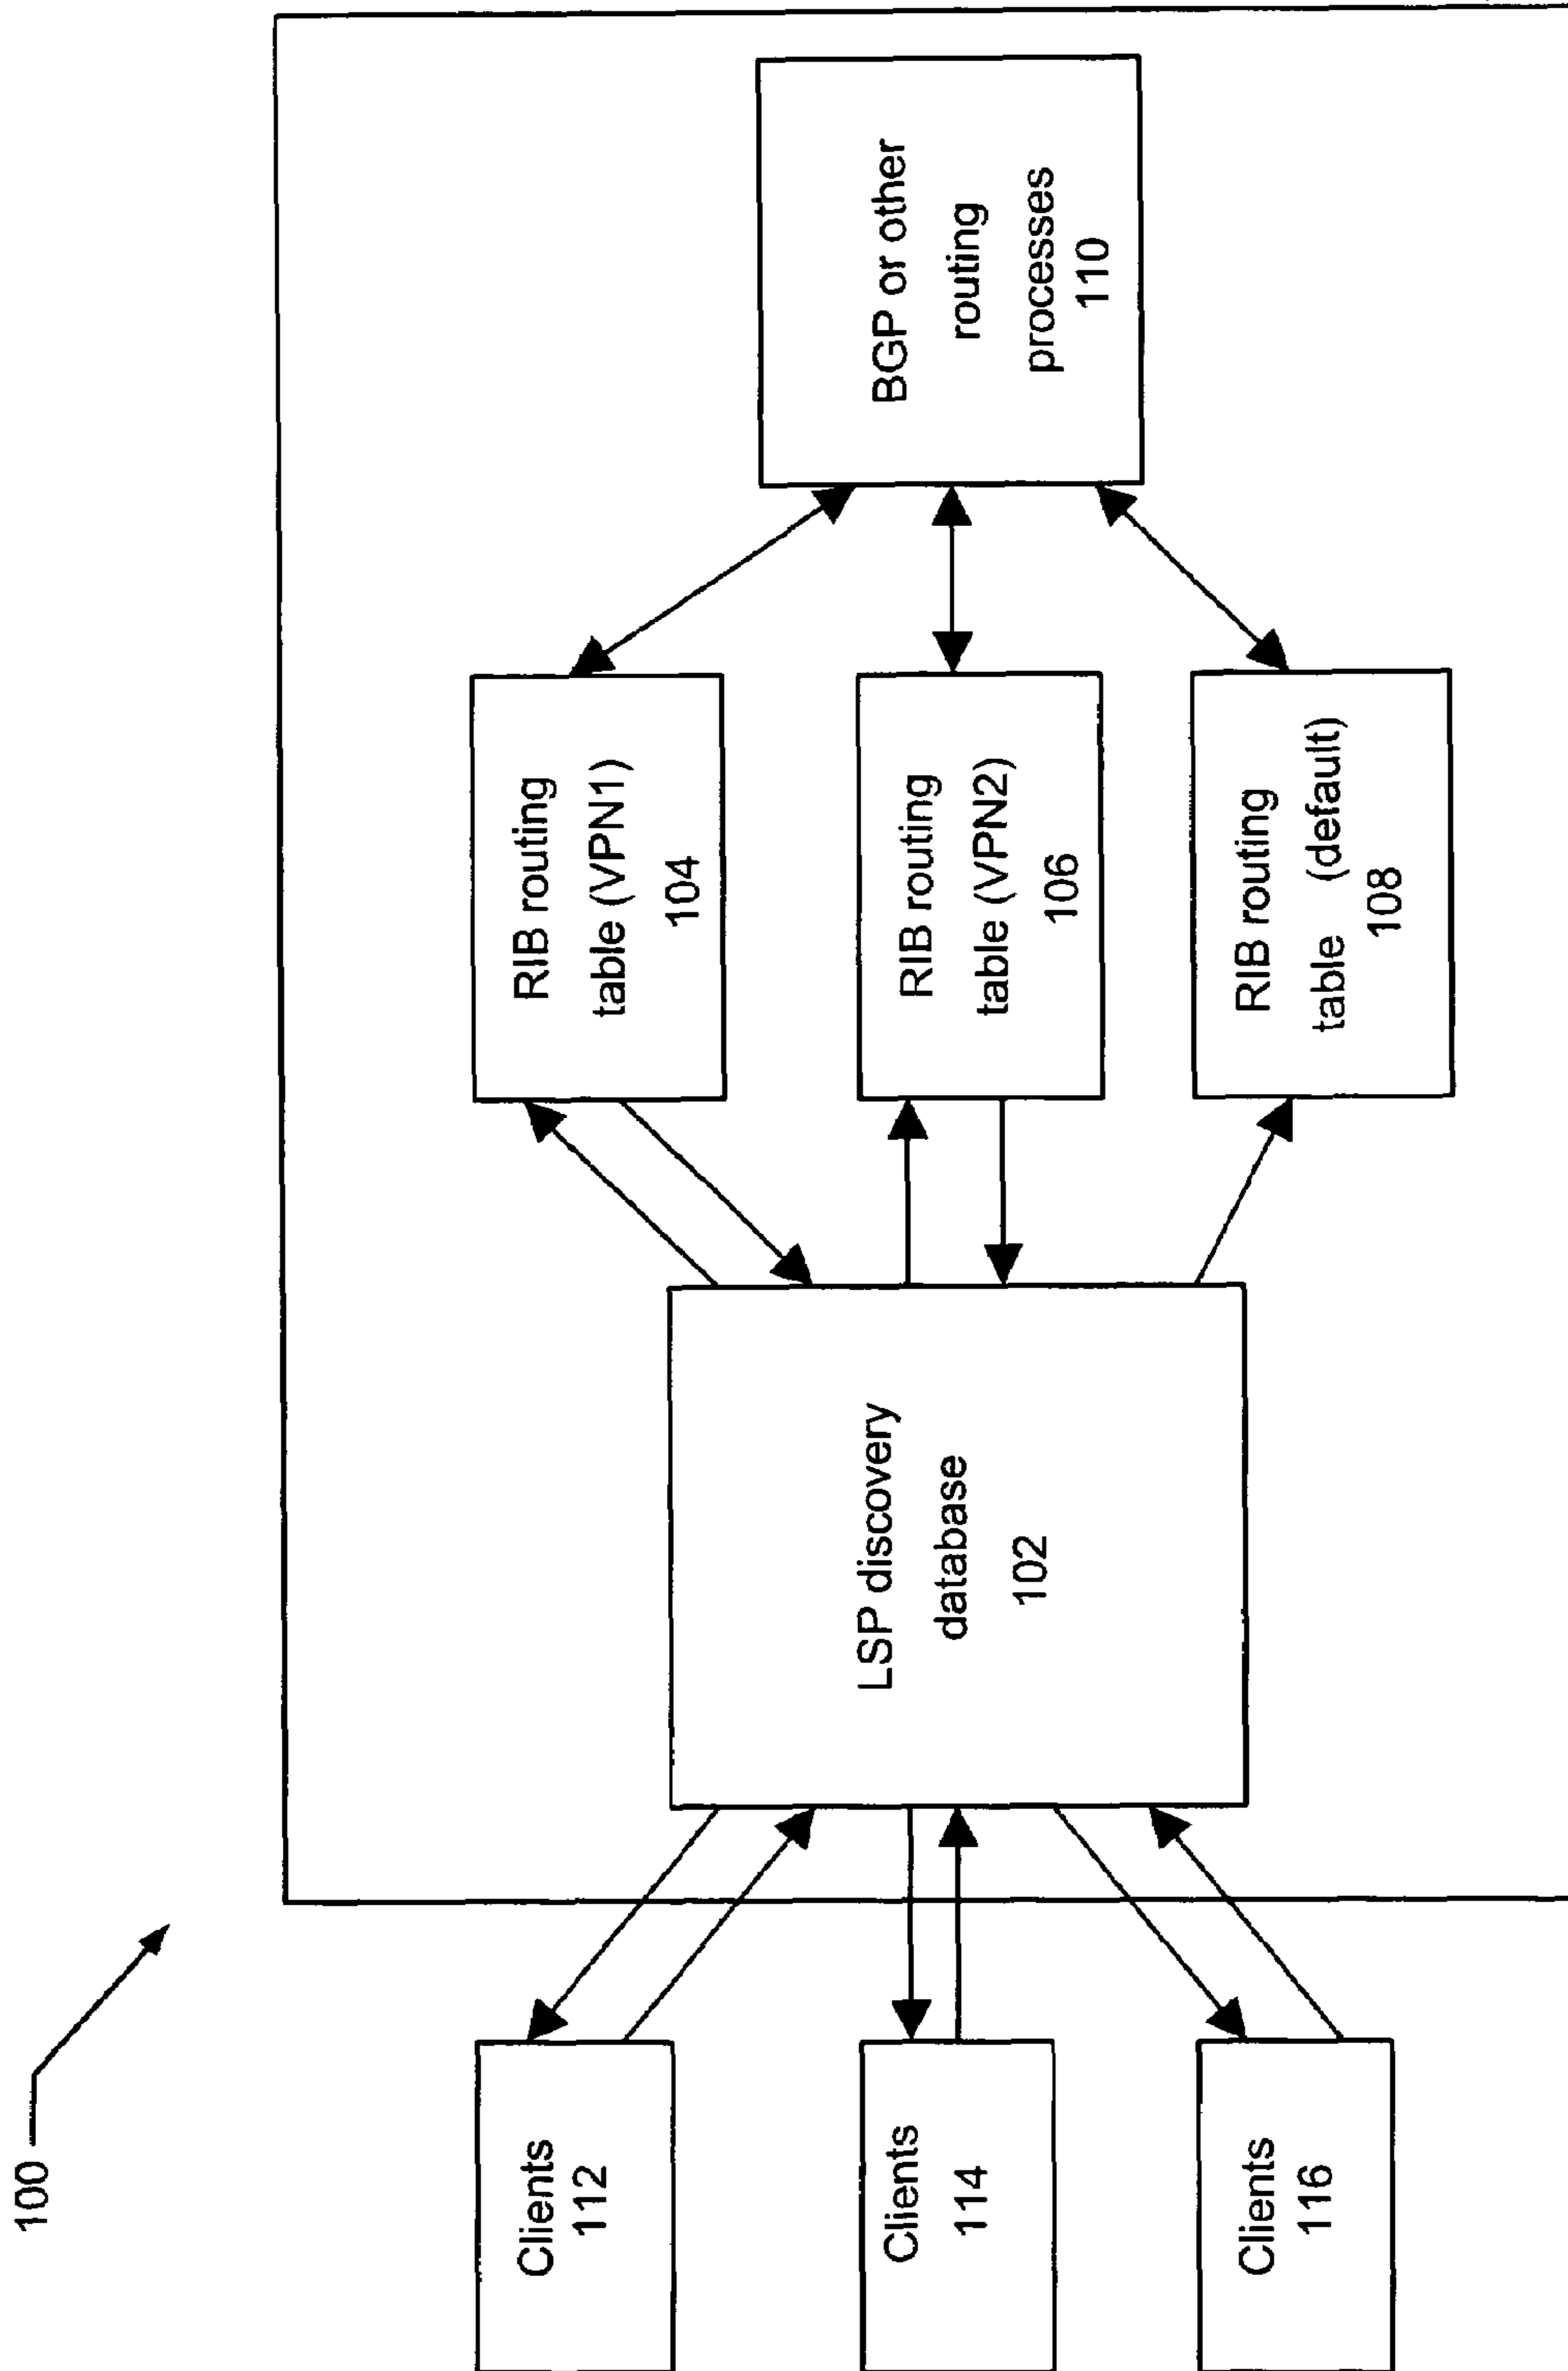 100
Clients
112
Clients
114
Clients
116
LSP discovery
database
102
RIB routing
table (VPN1)
104
RIB routing
table (VPN2)
106
RIB routing
table (default)
108
BGP or other
routing
processes
110